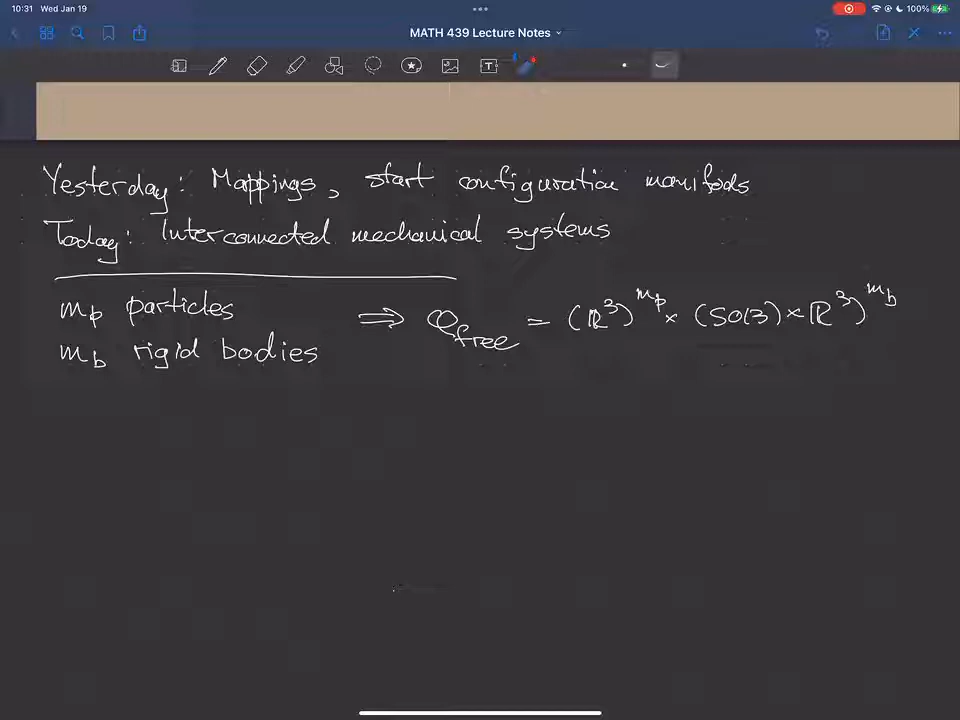 10:31 Wed Jan 19
100%
MATH 439 Lecture Notes
Yesterday: Mappings, start configuration manifods
Today: Interconnected mechanical systems
m_p particles
⇒ Q_free = (ℝ³)^{m_p} × (SO(3) × ℝ³)^{m_b}
m_b rigid bodies